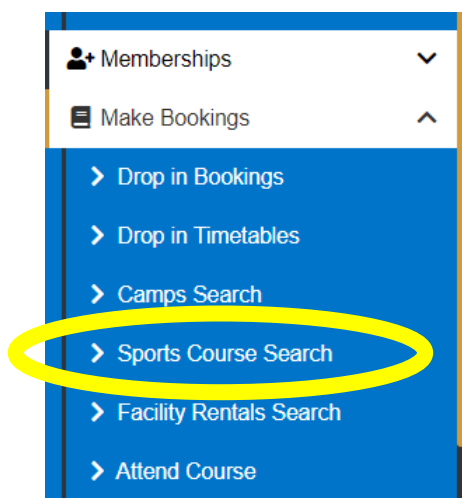 Memberships
Make Bookings
Drop in Bookings
Drop in Timetables
Camps Search
Sports Course Search
Facility Rentals Search
Attend Course